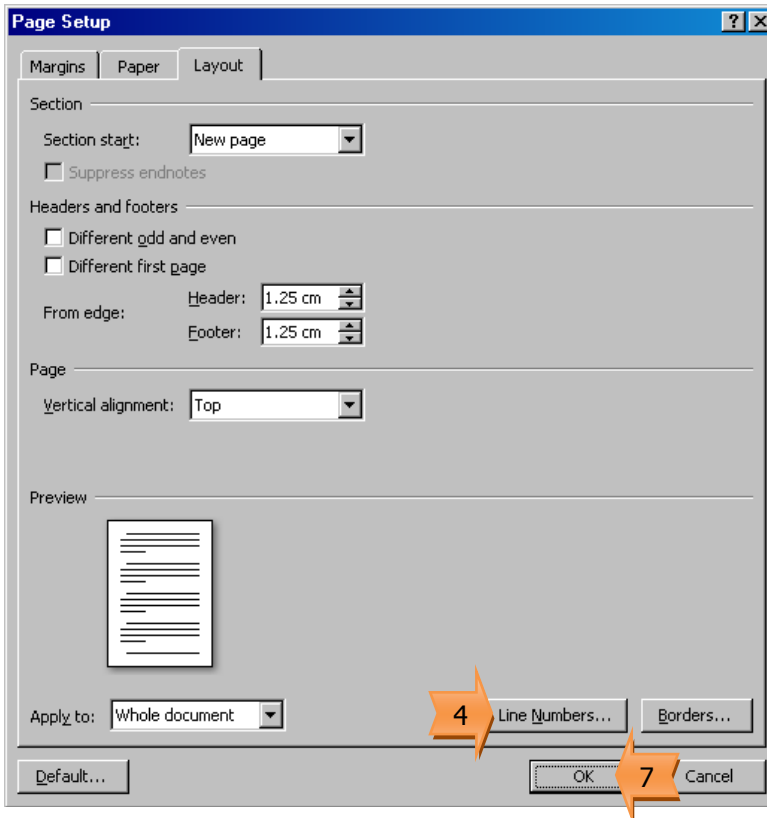 Page Setup
Margins Paper Layout
Section
Section start: New page
Suppress endnotes
Headers and footers
Different odd and even
Different first page
From edge: Header: 1.25 cm
Footer: 1.25 cm
Page
Vertical alignment: Top
Preview
Apply to: Whole document 4 Line Numbers... Borders...
Default... OK 7 Cancel